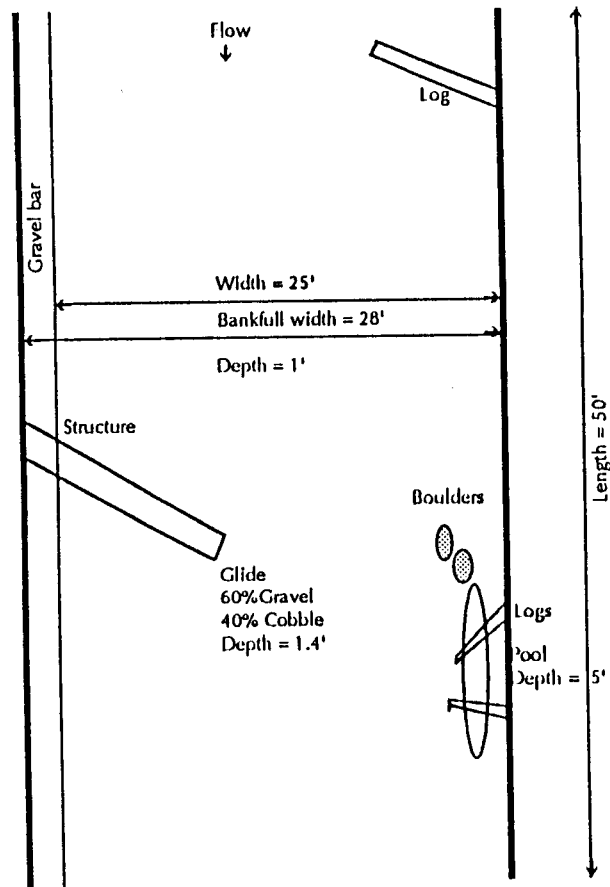 Flow
Log
Gravel bar
Width = 25'
Bankfull width = 28'
Depth = 1'
Structure
Length = 50'
Boulders
Glide
60%Gravel
40% Cobble
Depth = 1.4'
Logs
Pool
Depth = 5'